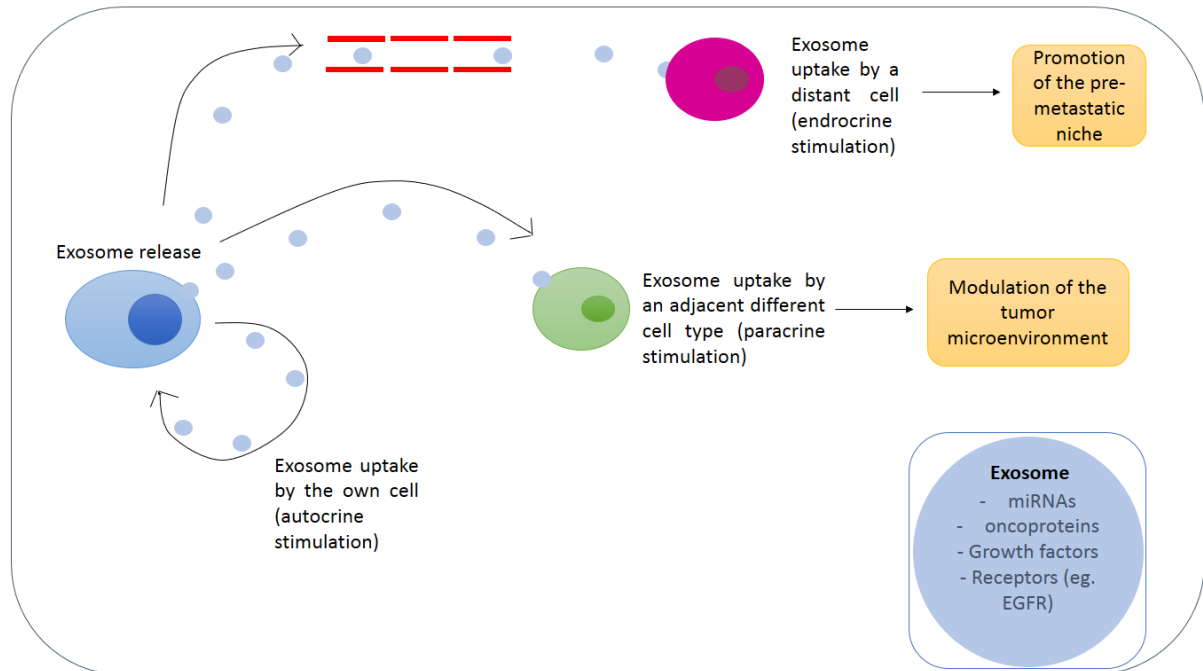 Exosome
uptake by a
distant cell
(endocrine
stimulation)
Promotion
of the pre-
metastatic
niche
Exosome release
Exosome uptake by
an adjacent different
cell type (paracrine
stimulation)
Modulation of the
tumor
microenvironment
Exosome uptake
by the own cell
(autocrine
stimulation)
Exosome
- miRNAs
- oncoproteins
- Growth factors
- Receptors (eg.
EGFR)